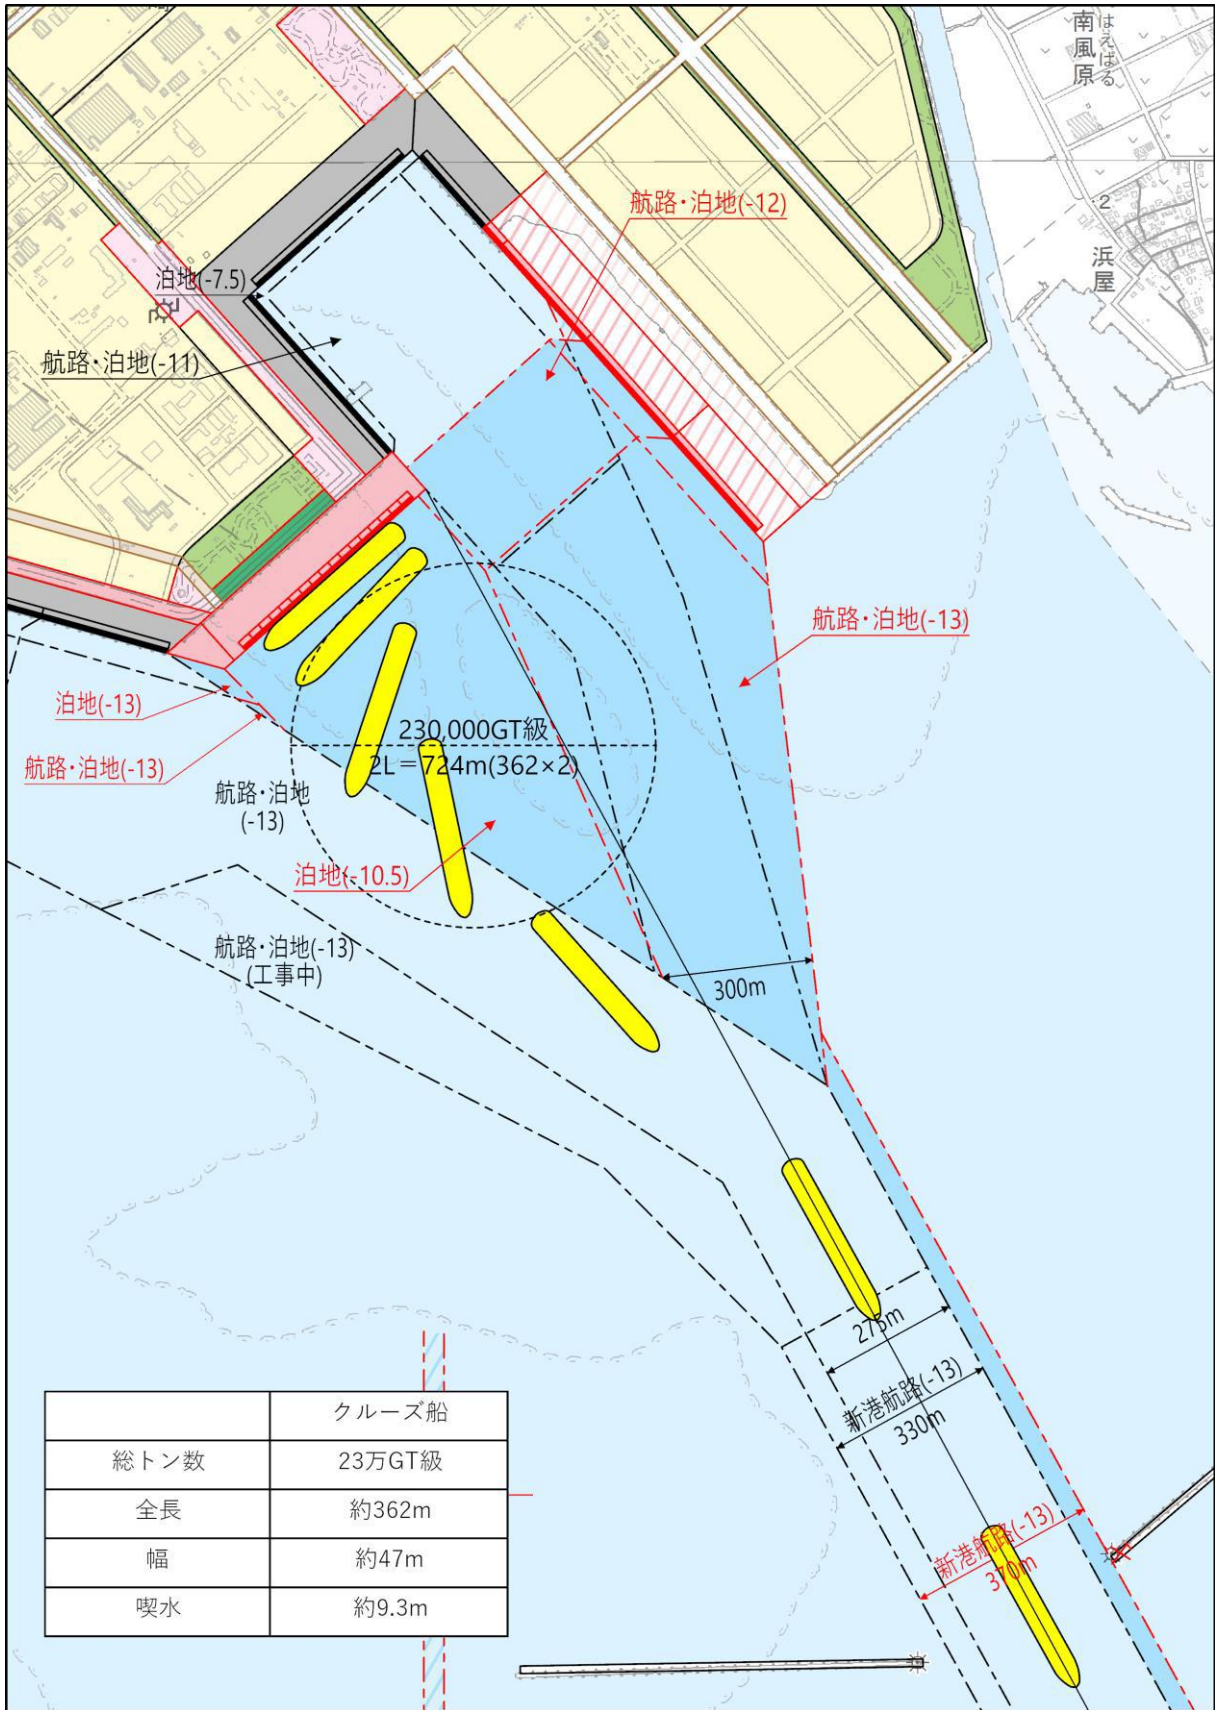 南風原
はえばる
航路・泊地(-12)
2
浜屋
泊地(-7.5)
航路・泊地(-11)
航路・泊地(-13)
泊地(-13)
230,000GT級
2L=724m(362×2)
航路・泊地(-13)
航路・泊地
(-13)
泊地(-10.5)
航路・泊地(-13)
(工事中)
300m
275m
新港航路(-13)
330m
新港航路(-13)
370m
クルーズ船
総トン数 23万GT級
全長 約362m
幅 約47m
喫水 約9.3m